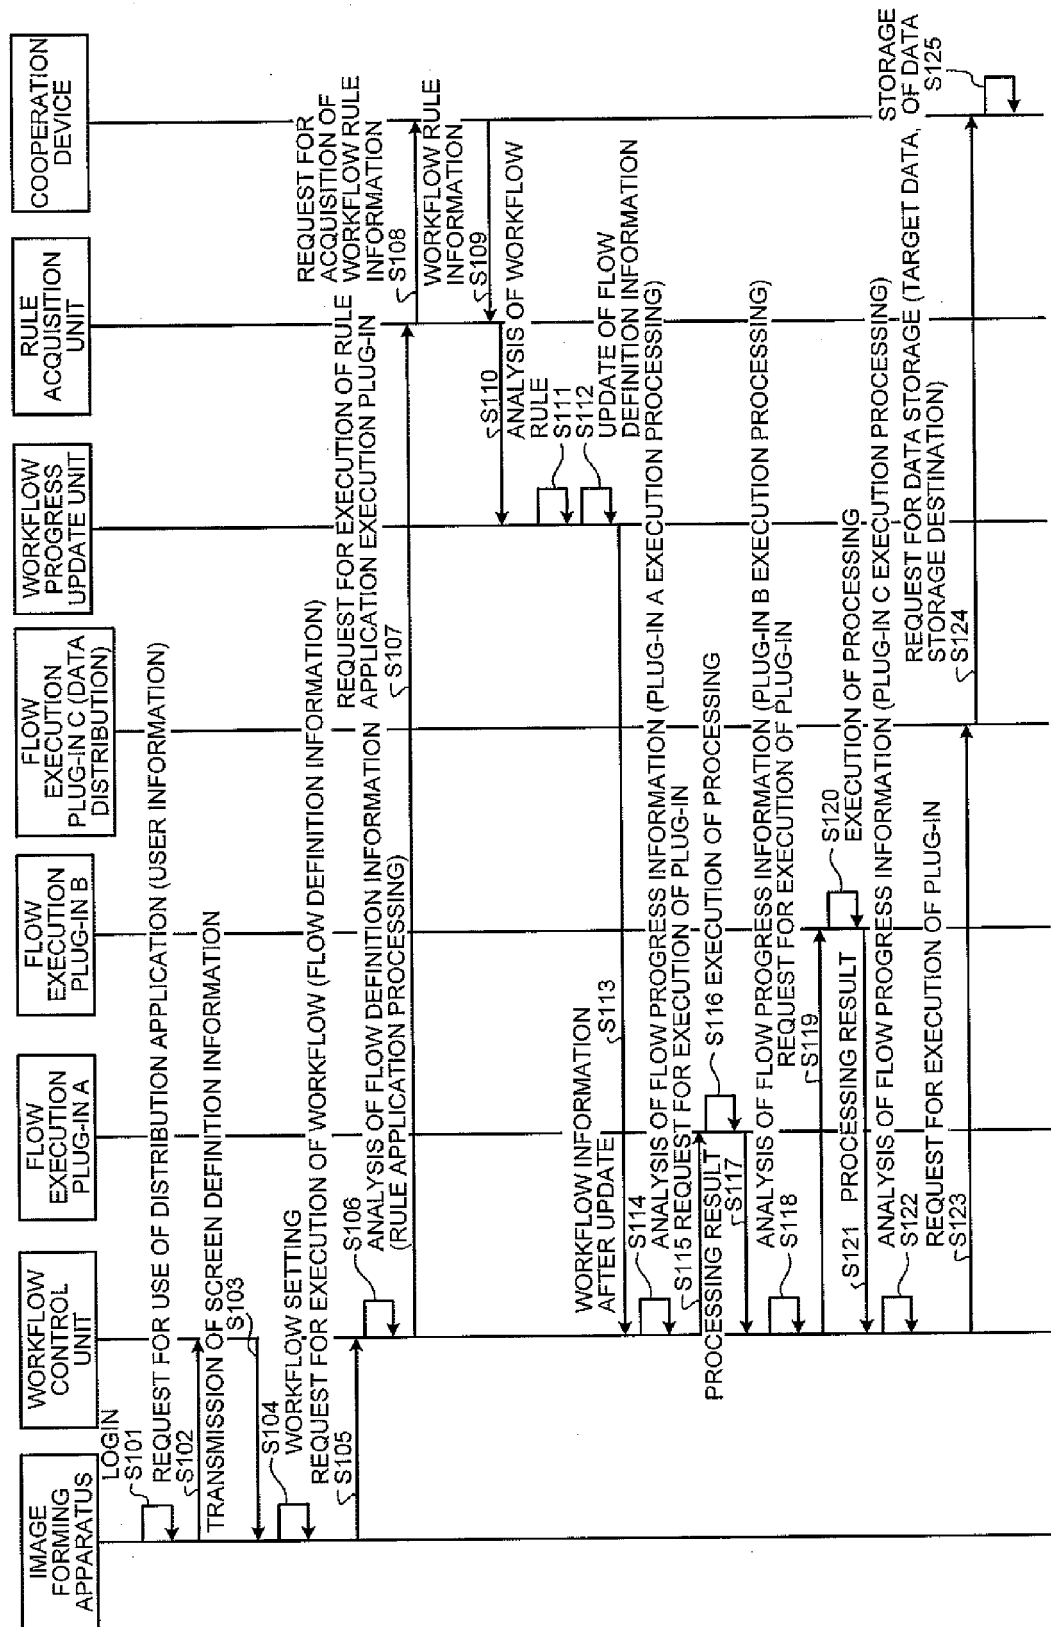 IMAGE
FORMING
APPARATUS
WORKFLOW
CONTROL
UNIT
FLOW
EXECUTION
PLUG-IN A
FLOW
EXECUTION
PLUG-IN B
FLOW
EXECUTION
PLUG-IN C (DATA
DISTRIBUTION)
WORKFLOW
PROGRESS
UPDATE UNIT
RULE
ACQUISITION
UNIT
COOPERATION
DEVICE
LOGIN
S101
REQUEST FOR USE OF DISTRIBUTION APPLICATION (USER INFORMATION)
S102
TRANSMISSION OF SCREEN DEFINITION INFORMATION
S103
S104
WORKFLOW SETTING
REQUEST FOR EXECUTION OF WORKFLOW (FLOW DEFINITION INFORMATION)
S105
S106
ANALYSIS OF FLOW DEFINITION INFORMATION
(RULE APPLICATION PROCESSING)
REQUEST FOR EXECUTION OF RULE
APPLICATION EXECUTION PLUG-IN
S107
REQUEST FOR
ACQUISITION OF
WORKFLOW RULE
INFORMATION
S108
WORKFLOW RULE
INFORMATION
S109
S110
ANALYSIS OF WORKFLOW
RULE
S111
S112
UPDATE OF FLOW
DEFINITION INFORMATION
WORKFLOW INFORMATION
AFTER UPDATE
S113
S114
ANALYSIS OF FLOW PROGRESS INFORMATION (PLUG-IN A EXECUTION PROCESSING)
S115 REQUEST FOR EXECUTION OF PLUG-IN
S116 EXECUTION OF PROCESSING
PROCESSING RESULT
S117
ANALYSIS OF FLOW PROGRESS INFORMATION (PLUG-IN B EXECUTION PROCESSING)
S118
REQUEST FOR EXECUTION OF PLUG-IN
S119
S120
EXECUTION OF PROCESSING
S121 PROCESSING RESULT
ANALYSIS OF FLOW PROGRESS INFORMATION (PLUG-IN C EXECUTION PROCESSING)
S122
REQUEST FOR EXECUTION OF PLUG-IN
S123
REQUEST FOR DATA STORAGE (TARGET DATA,
STORAGE DESTINATION)
S124
STORAGE
OF DATA
S125